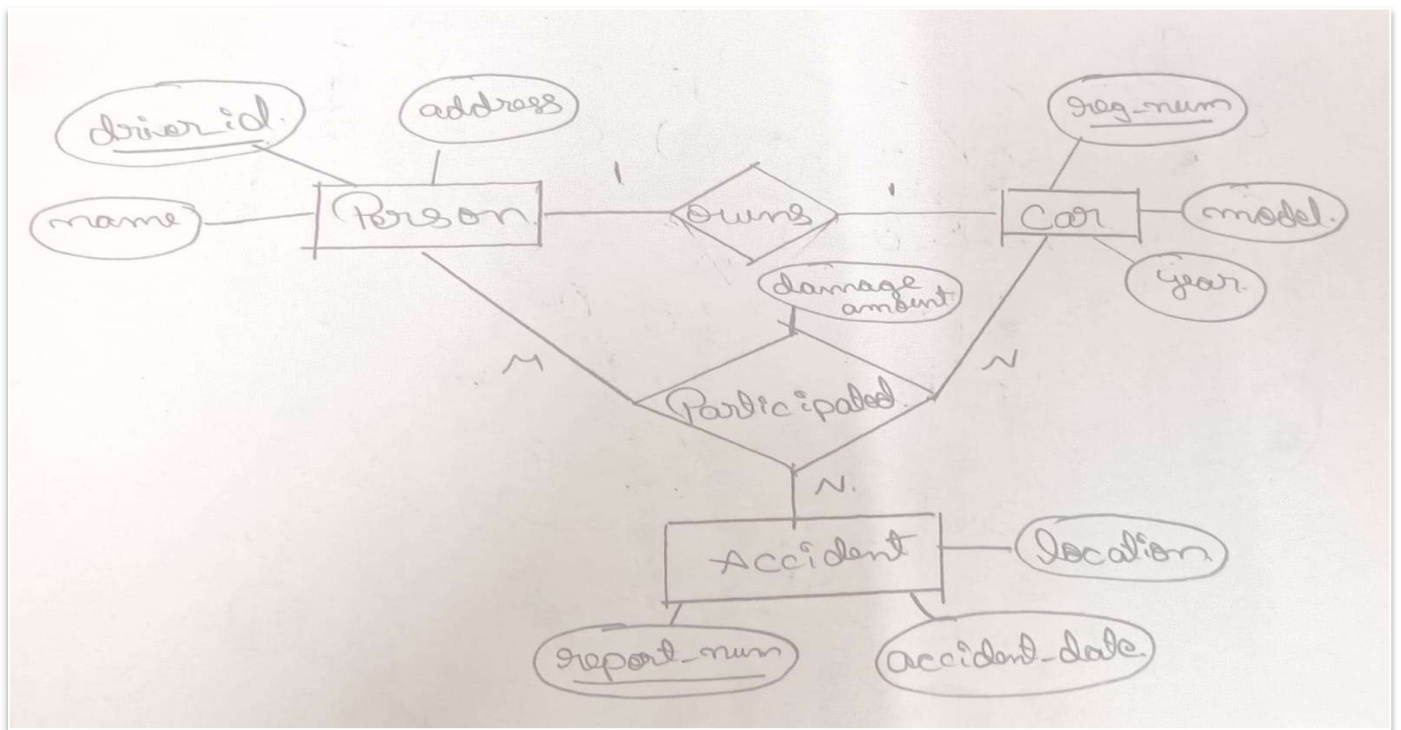 driver_id.
address
reg_num
name
Person
1
owns
1
Car
model.
year.
damage
amount
M
Participated
N
N.
Accident
location
report_num
accident_date.